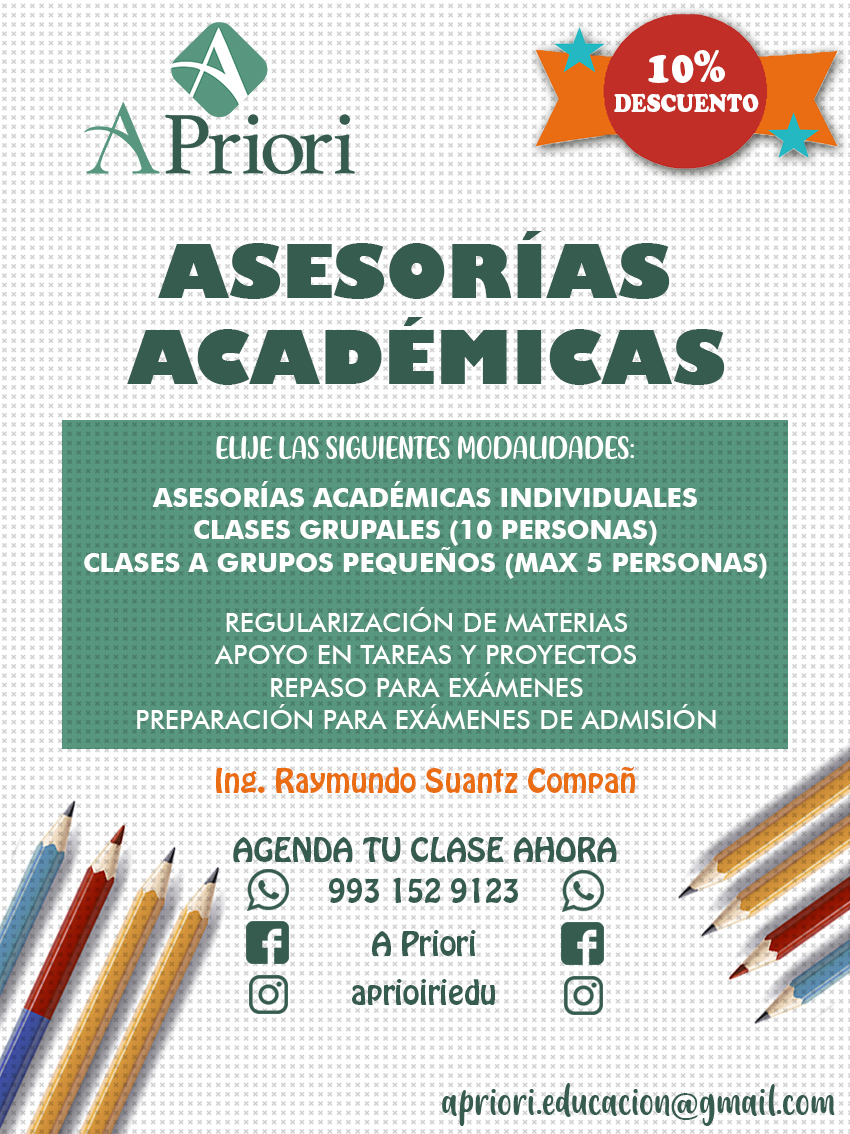 A Priori
10%
DESCUENTO
ASESORÍAS
ACADÉMICAS
ELIJE LAS SIGUIENTES MODALIDADES:
ASESORÍAS ACADÉMICAS INDIVIDUALES
CLASES GRUPALES (10 PERSONAS)
CLASES A GRUPOS PEQUEÑOS (MAX 5 PERSONAS)
REGULARIZACIÓN DE MATERIAS
APOYO EN TAREAS Y PROYECTOS
REPASO PARA EXÁMENES
PREPARACIÓN PARA EXÁMENES DE ADMISIÓN
Ing. Raymundo Suantz Compañ
AGENDA TU CLASE AHORA
993 152 9123
A Priori
aprioiriedu
apriori.educacion@gmail.com